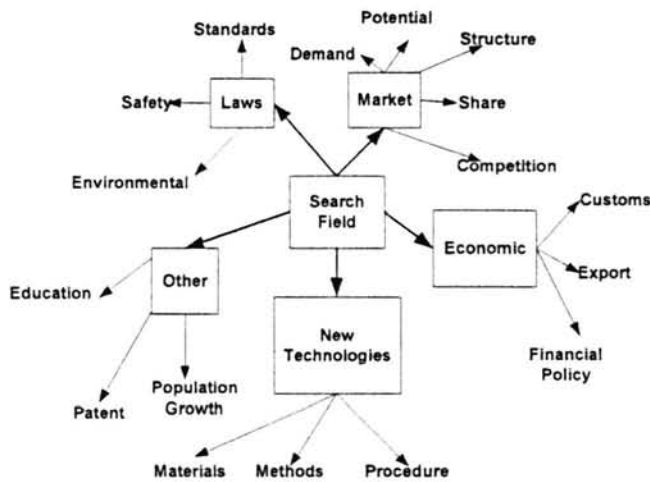 Potential
Standards
Structure
Demand
Safety
Laws
Market
Share
Environmental
Competition
Search
Field
Customs
Economic
Other
Education
Export
New
Technologies
Financial
Policy
Population
Growth
Patent
Materials
Methods
Procedure